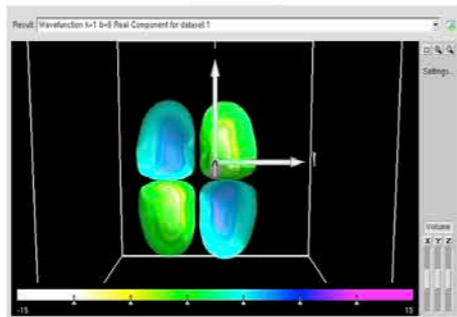 Result: Wavefunction k=1 b=6 Real Component for dataset 1
Settings...
Volume
X Y Z
-15 15